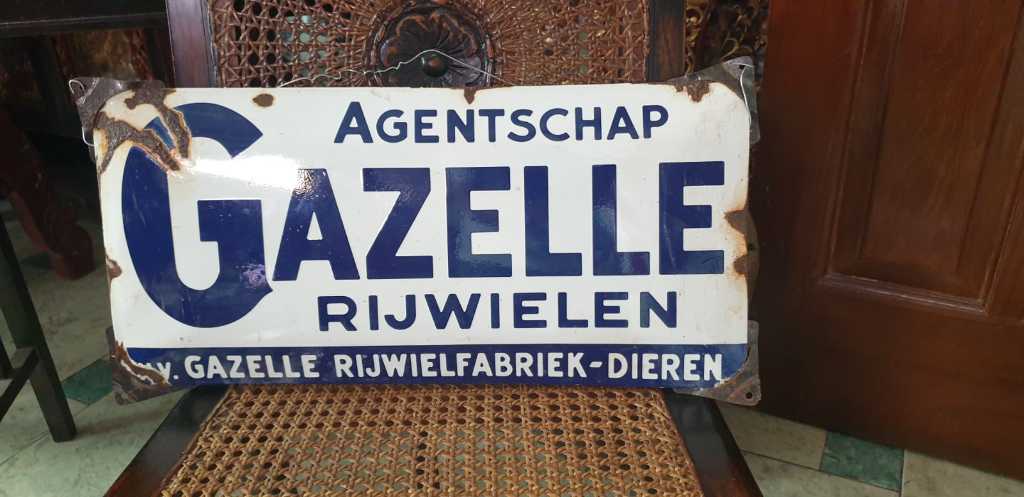 AGENTSCHAP
GAZELLE
RIJWIELEN
V. GAZELLE RIJWIELFABRIEK-DIEREN